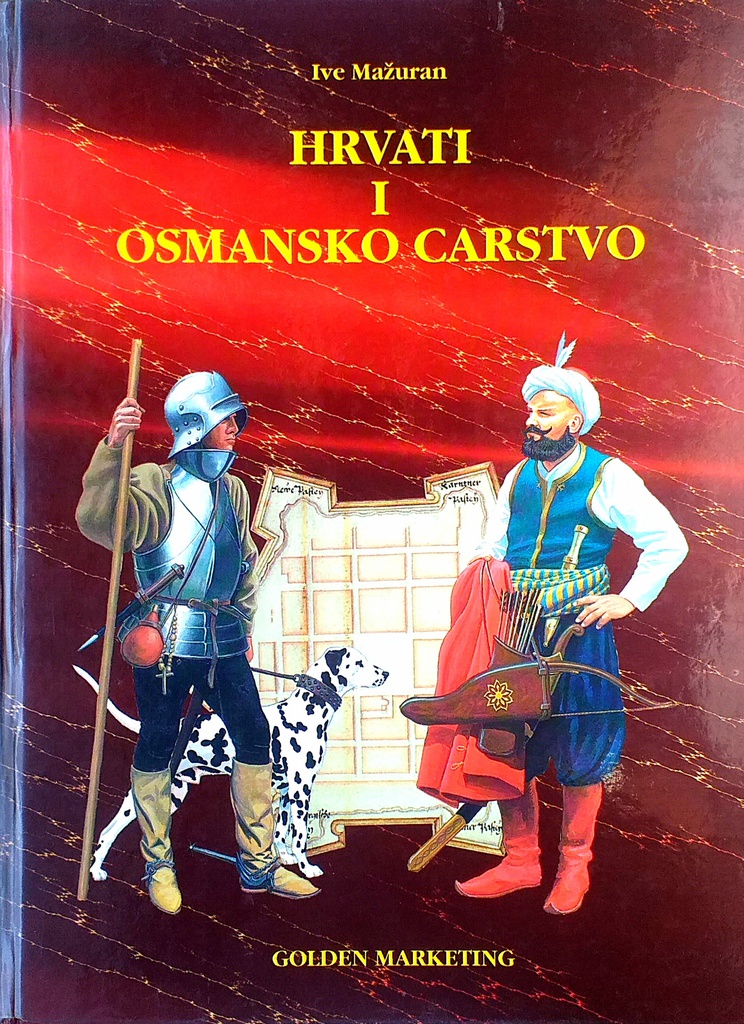 Ive Mažuran
HRVATI
I
OSMANSKO CARSTVO
GOLDEN MARKETING